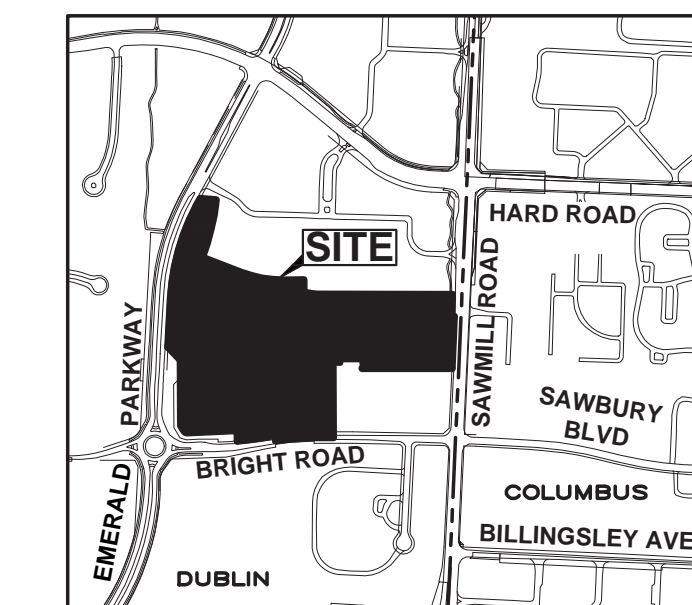 HARD ROAD
SITE
SAWMILL ROAD
PARKWAY
SAWBURY
BLVD
BRIGHT ROAD
COLUMBUS
EMERALD
BILLINGSLEY AVE
DUBLIN